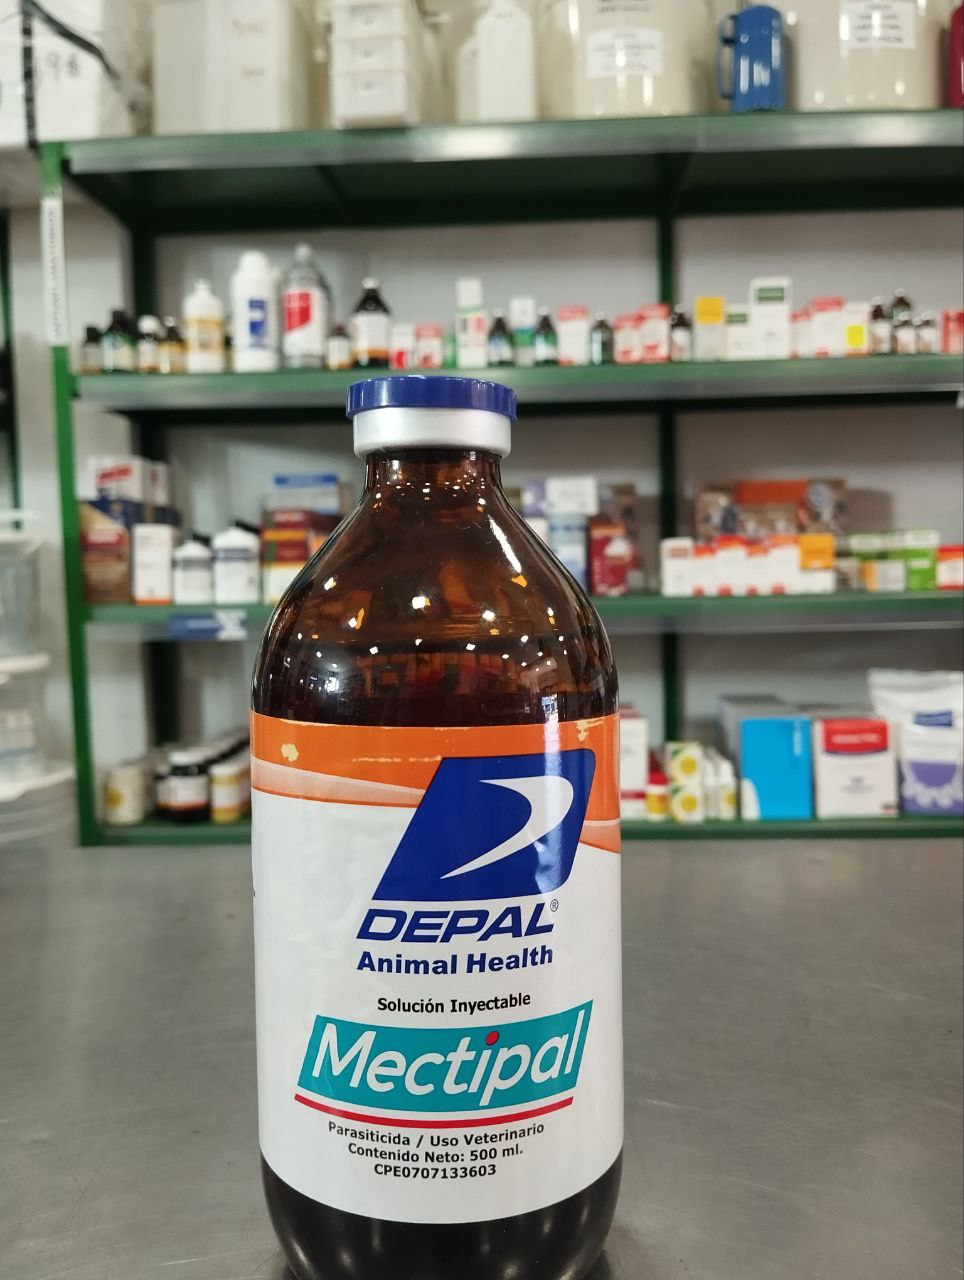 DEPAL®
Animal Health
Solución Inyectable
Mectipal
Parasiticida / Uso Veterinario
Contenido Neto: 500 ml.
CPE0707133603